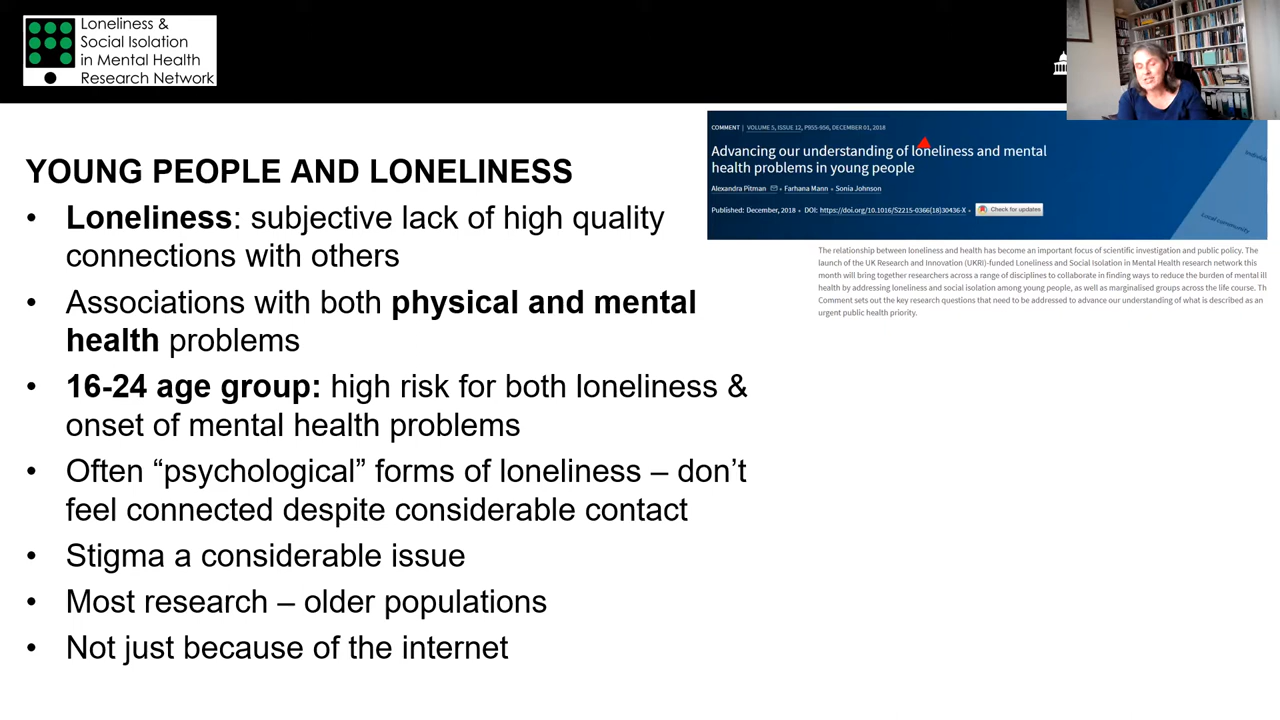 Loneliness &
Social Isolation
in Mental Health
Research Network
YOUNG PEOPLE AND LONELINESS
• Loneliness: subjective lack of high quality
connections with others
• Associations with both physical and mental
health problems
• 16-24 age group: high risk for both loneliness &
onset of mental health problems
• Often “psychological” forms of loneliness – don’t
feel connected despite considerable contact
• Stigma a considerable issue
• Most research – older populations
• Not just because of the internet
COMMENT | VOLUME 5, ISSUE 12, P955-956, DECEMBER 01, 2018
Advancing our understanding of loneliness and mental
health problems in young people
Alexandra Pitman • Farhana Mann • Sonia Johnson
Published: December, 2018 • DOI: https://doi.org/10.1016/S2215-0366(18)30436-X • Check for updates
Local community
The relationship between loneliness and health has become an important focus of scientific investigation and public policy. The
launch of the UK Research and Innovation (UKRI)-funded Loneliness and Social Isolation in Mental Health research network this
month will bring together researchers across a range of disciplines to collaborate in finding ways to reduce the burden of mental ill
health by addressing loneliness and social isolation among young people, as well as marginalised groups across the life course. Th
Comment sets out the key research questions that need to be addressed to advance our understanding of what is described as an
urgent public health priority.